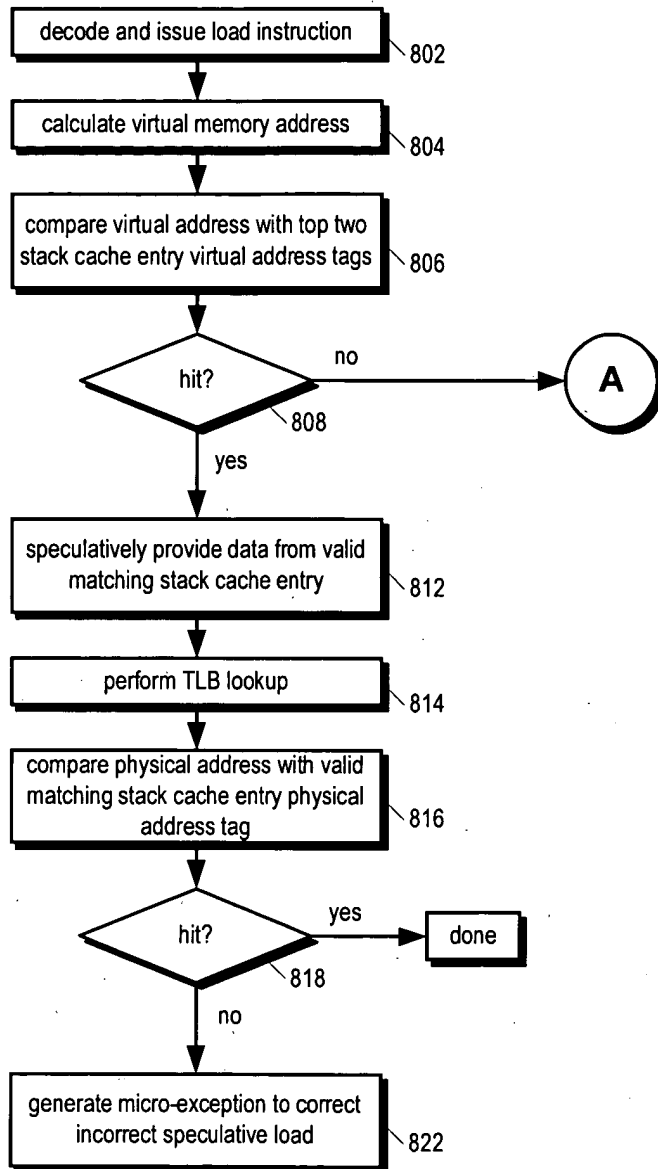 decode and issue load instruction
802
calculate virtual memory address
804
compare virtual address with top two
stack cache entry virtual address tags
806
hit?
no
A
808
yes
speculatively provide data from valid
matching stack cache entry
812
perform TLB lookup
814
compare physical address with valid
matching stack cache entry physical
address tag
816
hit?
yes
done
818
no
generate micro-exception to correct
incorrect speculative load
822